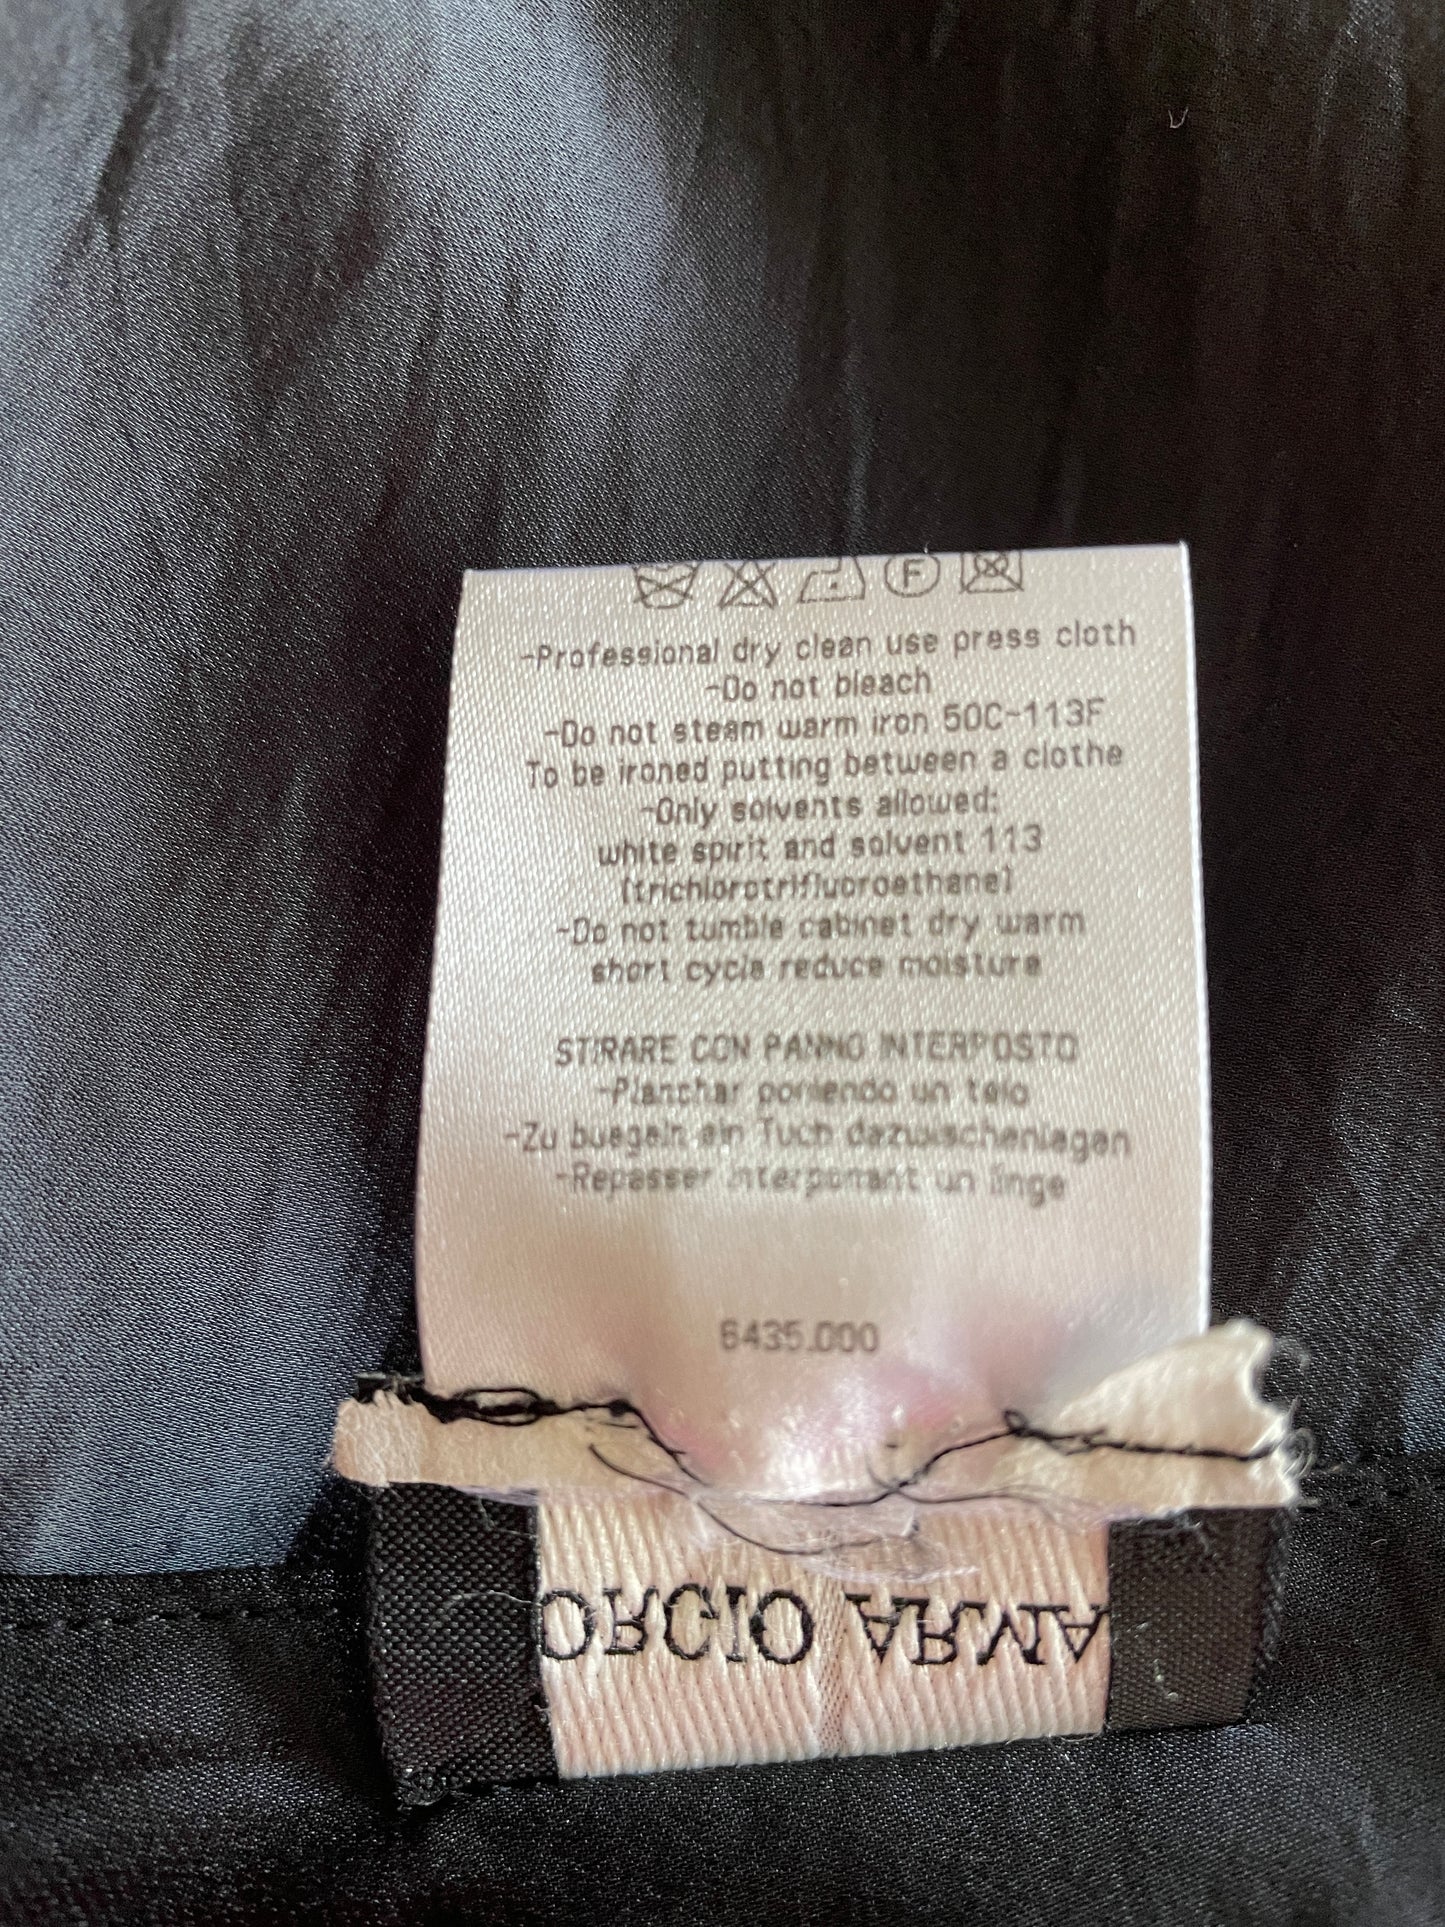 F
-Professional dry clean use press cloth
-Do not bleach
-Do not steam warm iron 50C-113F
To be ironed putting between a clothe
-Only solvents allowed:
white spirit and solvent 113
(trichlorotrifluoroethane)
-Do not tumble cabinet dry warm
short cycle reduce moisture
STIRARE CON PANNO INTERPOSTO
-Planchar poniendo un telo
-Zu buegeln ein Tuch dazwischenlegen
-Repasser interporrant un linge
6435.000
ORGIO ARMA